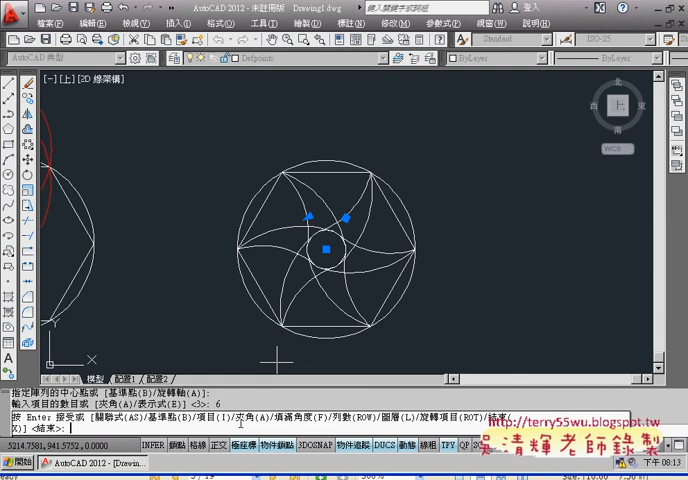 AutoCAD 2012 - 未註冊版 Drawing1.dwg
鍵入關鍵字或片語
登入
檔案(F) 編輯(E) 檢視(V) 插入(I) 格式(O) 工具(T) 繪製(D) 標註(N) 修改(M) 參數式(P) 視窗(W) 說明(H)
Standard ISO-25
AutoCAD 典型 Defpoints ByLayer ByLayer
[-] [上] [2D 線架構]
北
西 上 東
南
WCS
Y
X
模型 配置1 配置2
指定陣列的中心點或 [基準點(B)/旋轉軸(A)]:
輸入項目的數目或 [夾角(A)/表示式(E)] <3>: 6
按 Enter 接受或 [關聯式(AS)/基準點(B)/項目(I)/夾角(A)/填滿角度(F)/列數(ROW)/圖層(L)/旋轉項目(ROT)/結束(
X)] <結束>:
http://terry55wu.blogspot.tw
吳清輝老師錄製
5214.7581, 941.5752, 0.0000 INFER 鎖點 格線 正交 極座標 物件鎖點 3DOSNAP 物件追蹤 DUCS 動態 線粗 TPY QP
開始 AutoCAD 2012 - [Drawin... 下午 08:13